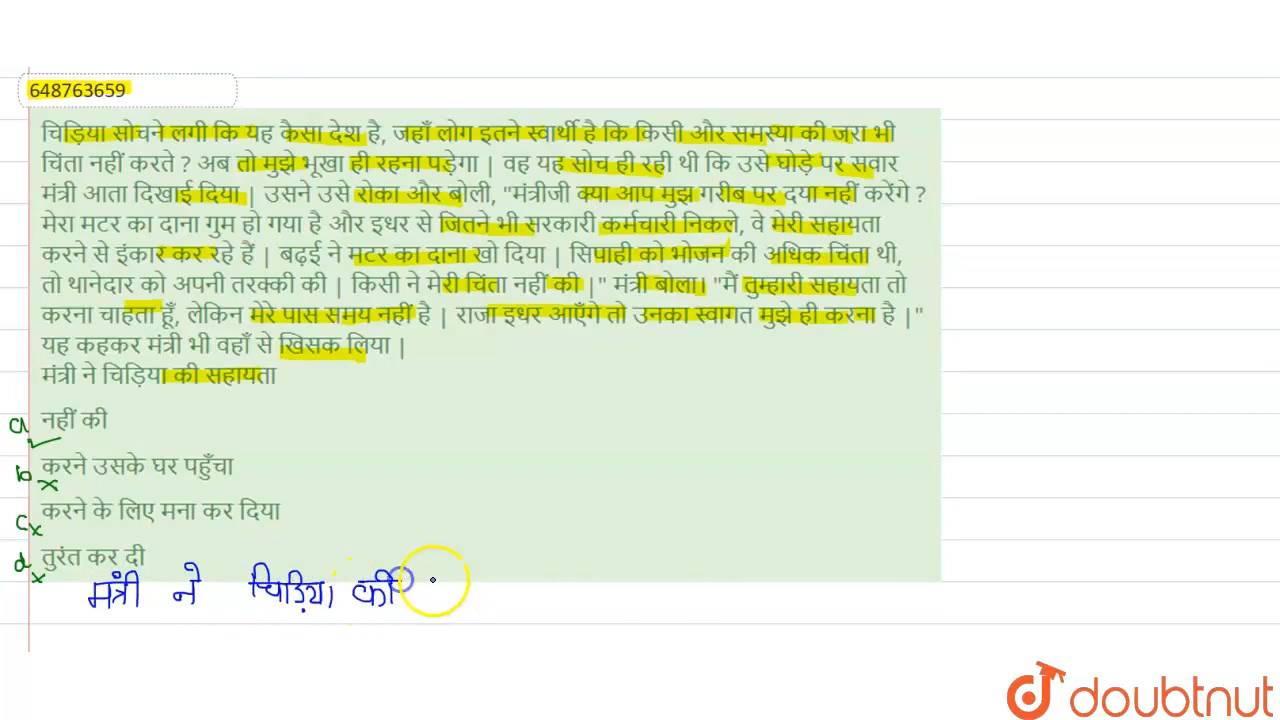 648763659
चिड़िया सोचने लगी कि यह कैसा देश है, जहाँ लोग इतने स्वार्थी है कि किसी और समस्या की जरा भी
चिंता नहीं करते ? अब तो मुझे भूखा ही रहना पड़ेगा | वह यह सोच ही रही थी कि उसे घोड़े पर सवार
मंत्री आता दिखाई दिया | उसने उसे रोका और बोली, "मंत्रीजी क्या आप मुझ गरीब पर दया नहीं करेंगे ?
मेरा मटर का दाना गुम हो गया है और इधर से जितने भी सरकारी कर्मचारी निकले, वे मेरी सहायता
करने से इंकार कर रहे हैं | बढ़ई ने मटर का दाना खो दिया | सिपाही को भोजन की अधिक चिंता थी,
तो थानेदार को अपनी तरक्की की | किसी ने मेरी चिंता नहीं की |" मंत्री बोला। "मैं तुम्हारी सहायता तो
करना चाहता हूँ, लेकिन मेरे पास समय नहीं है | राजा इधर आएँगे तो उनका स्वागत मुझे ही करना है |"
यह कहकर मंत्री भी वहाँ से खिसक लिया |
मंत्री ने चिड़िया की सहायता
a नहीं की
b करने उसके घर पहुँचा
c करने के लिए मना कर दिया
d तुरंत कर दी
मंत्री ने चिड़िया की
doubtnut